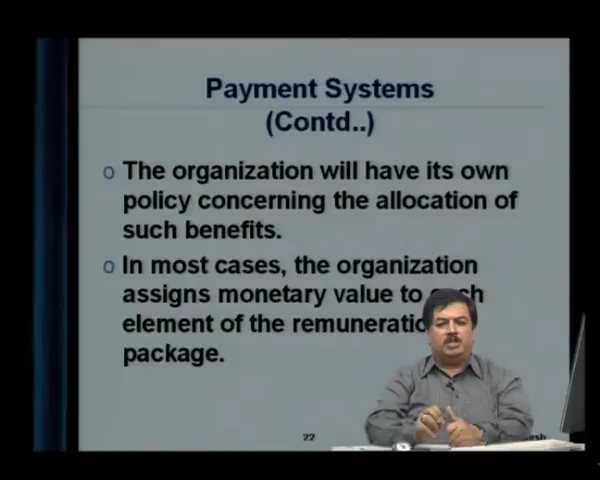 Payment Systems
(Contd..)
o The organization will have its own
policy concerning the allocation of
such benefits.
o In most cases, the organization
assigns monetary value to
element of the remuneration
package.
22